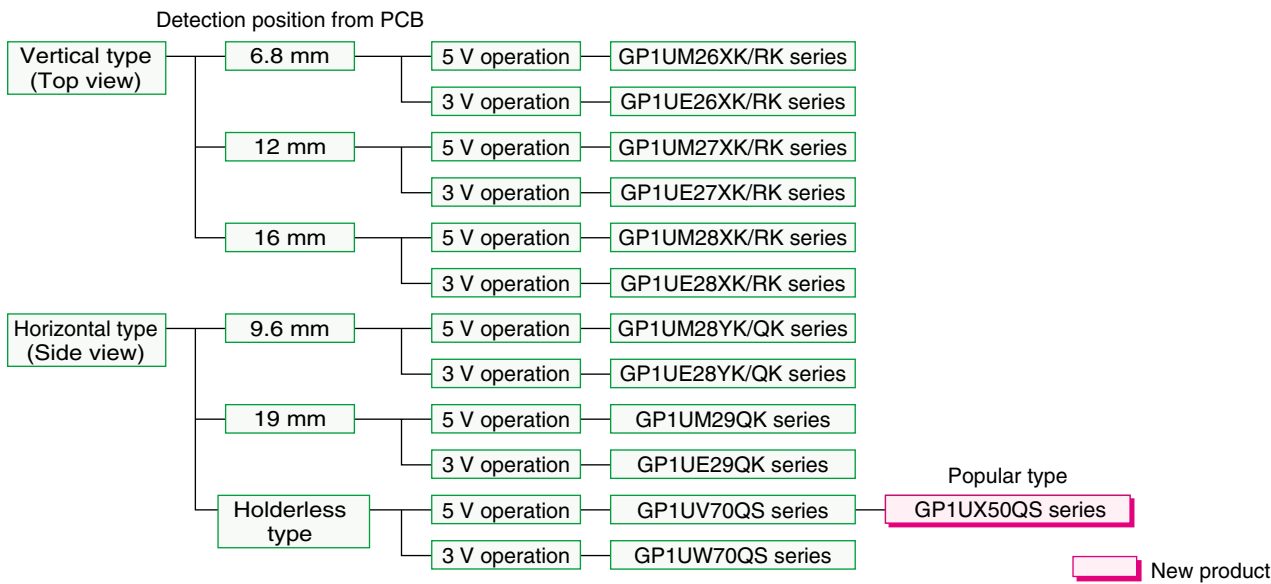 Detection position from PCB
Vertical type
(Top view)
6.8 mm
5 V operation
GP1UM26XK/RK series
3 V operation
GP1UE26XK/RK series
12 mm
5 V operation
GP1UM27XK/RK series
3 V operation
GP1UE27XK/RK series
16 mm
5 V operation
GP1UM28XK/RK series
3 V operation
GP1UE28XK/RK series
Horizontal type
(Side view)
9.6 mm
5 V operation
GP1UM28YK/QK series
3 V operation
GP1UE28YK/QK series
19 mm
5 V operation
GP1UM29QK series
3 V operation
GP1UE29QK series
Holderless
type
5 V operation
GP1UV70QS series
Popular type
GP1UX50QS series
3 V operation
GP1UW70QS series
New product